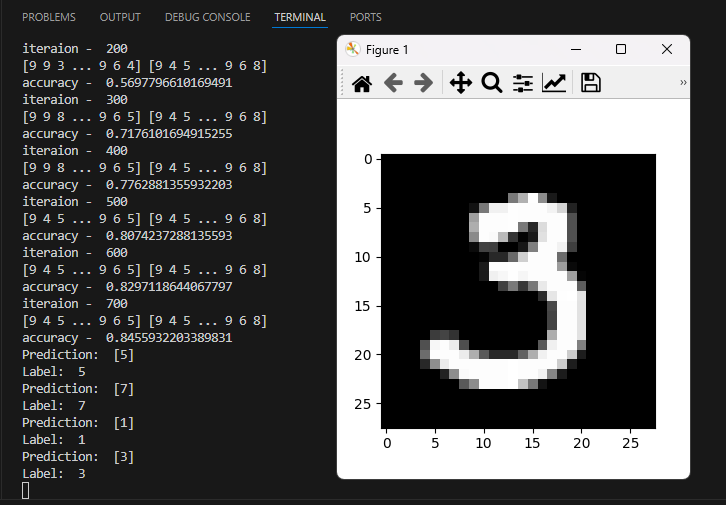 PROBLEMS OUTPUT DEBUG CONSOLE TERMINAL PORTS
iteraion -  200
[9 9 3 ... 9 6 4] [9 4 5 ... 9 6 8]
accuracy -  0.5697796610169491
iteraion -  300
[9 9 8 ... 9 6 5] [9 4 5 ... 9 6 8]
accuracy -  0.7176101694915255
iteraion -  400
[9 9 8 ... 9 6 5] [9 4 5 ... 9 6 8]
accuracy -  0.7762881355932203
iteraion -  500
[9 4 5 ... 9 6 5] [9 4 5 ... 9 6 8]
accuracy -  0.8074237288135593
iteraion -  600
[9 4 5 ... 9 6 5] [9 4 5 ... 9 6 8]
accuracy -  0.8297118644067797
iteraion -  700
[9 4 5 ... 9 6 5] [9 4 5 ... 9 6 8]
accuracy -  0.8455932203389831
Prediction:  [5]
Label:  5
Prediction:  [7]
Label:  7
Prediction:  [1]
Label:  1
Prediction:  [3]
Label:  3
Figure 1
0
5
10
15
20
25
3
0 5 10 15 20 25